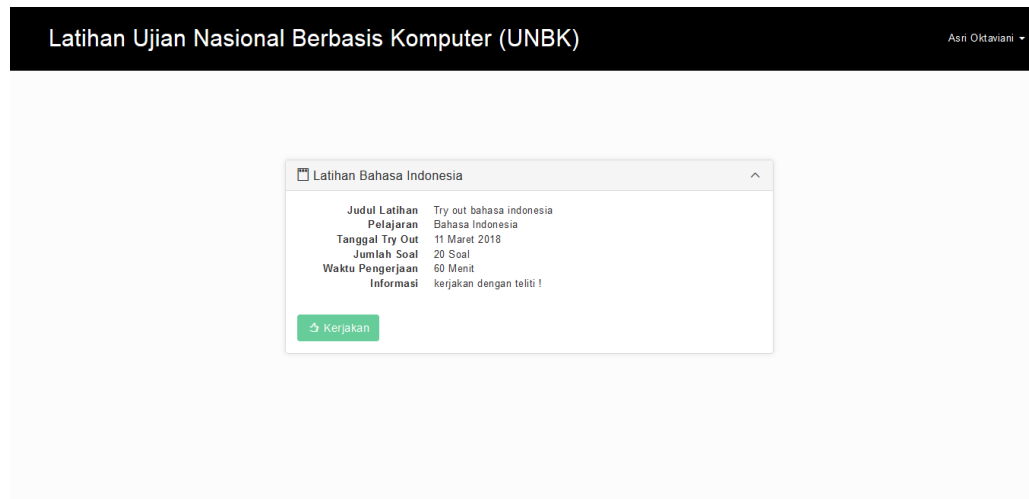 Latihan Ujian Nasional Berbasis Komputer (UNBK)
Asri Oktaviani
Latihan Bahasa Indonesia
Judul Latihan Try out bahasa indonesia
Pelajaran Bahasa Indonesia
Tanggal Try Out 11 Maret 2018
Jumlah Soal 20 Soal
Waktu Pengerjaan 60 Menit
Informasi kerjakan dengan teliti !
Kerjakan